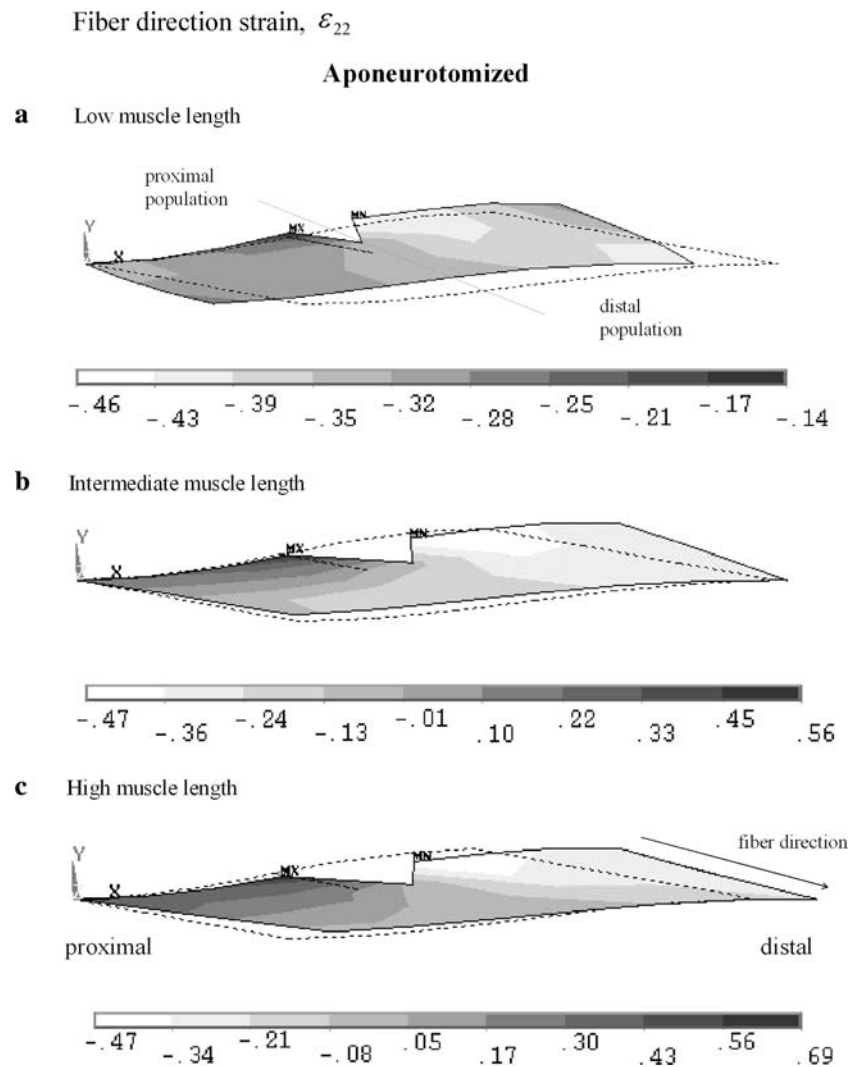 Fiber direction strain, ε22
Aponeurotomized
a Low muscle length
proximal
population
MX
MN
Y
X
distal
population
-.46 -.43 -.39 -.35 -.32 -.28 -.25 -.21 -.17 -.14
b Intermediate muscle length
Y
X
MX
MN
-.47 -.36 -.24 -.13 -.01 .10 .22 .33 .45 .56
c High muscle length
Y
X
MX
MN
fiber direction
proximal
distal
-.47 -.34 -.21 -.08 .05 .17 .30 .43 .56 .69